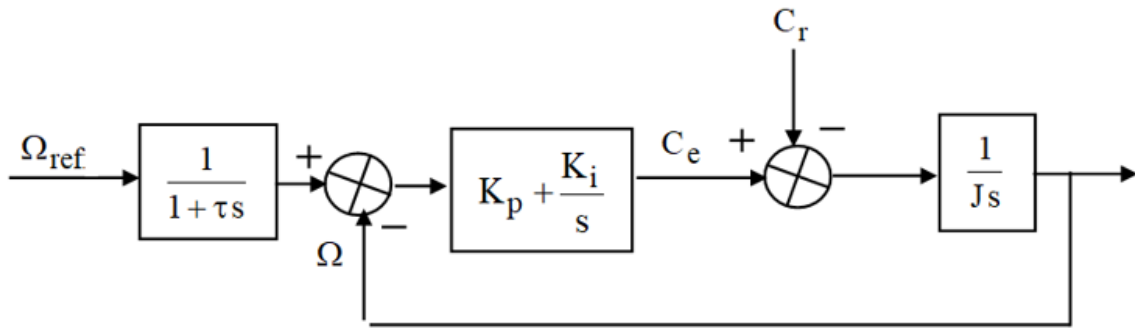 C_r
Ω_ref
1
1 + τs
+
−
Ω
K_p + K_i
s
C_e
+
−
1
Js